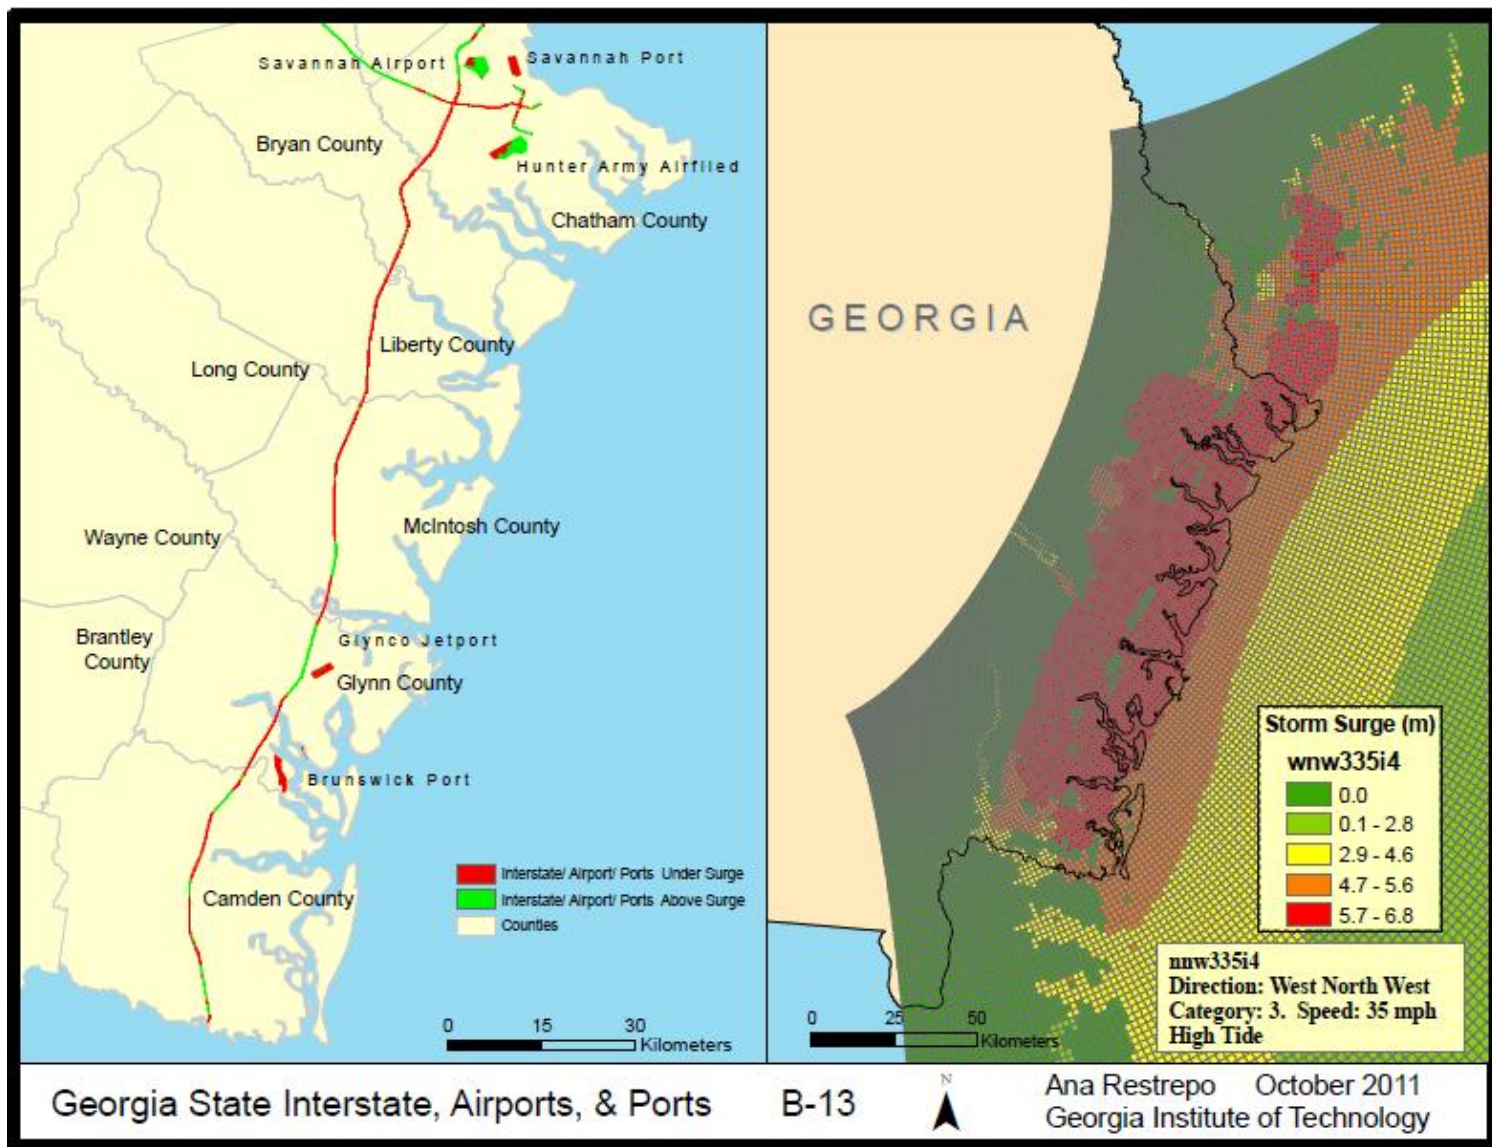 Savannah Airport
Savannah Port
Bryan County
Hunter Army Airfiled
Chatham County
Liberty County
Long County
McIntosh County
Wayne County
Brantley
County
Glynco Jetport
Glynn County
Brunswick Port
Camden County
Interstate/ Airport/ Ports Under Surge
Interstate/ Airport/ Ports Above Surge
Counties
0 15 30
Kilometers
GEORGIA
Storm Surge (m)
wnw335i4
0.0
0.1 - 2.8
2.9 - 4.6
4.7 - 5.6
5.7 - 6.8
nnw335i4
Direction: West North West
Category: 3. Speed: 35 mph
High Tide
0 25 50
Kilometers
Georgia State Interstate, Airports, & Ports
B-13
N
Ana Restrepo October 2011
Georgia Institute of Technology